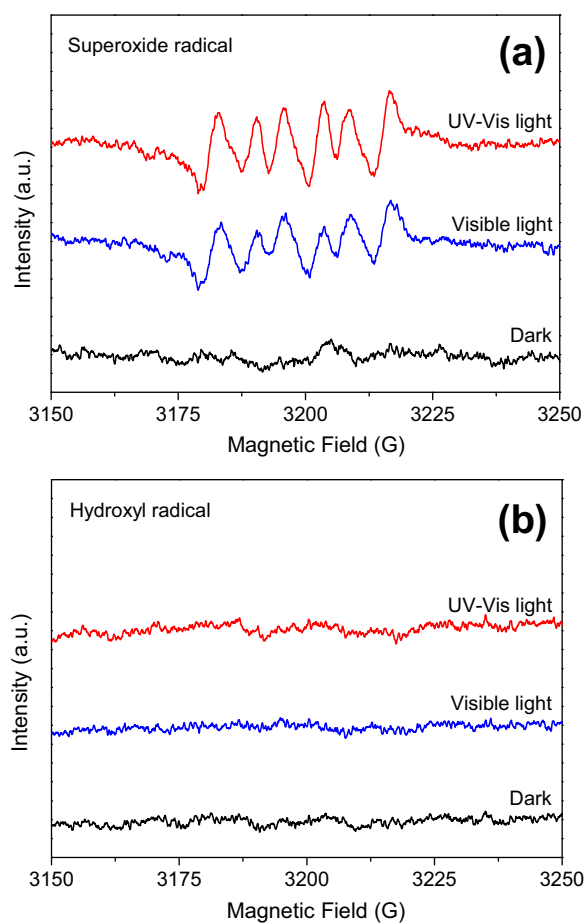 Superoxide radical
(a)
UV-Vis light
Visible light
Dark
Intensity (a.u.)
3150 3175 3200 3225 3250
Magnetic Field (G)
Hydroxyl radical
(b)
UV-Vis light
Visible light
Dark
Intensity (a.u.)
3150 3175 3200 3225 3250
Magnetic Field (G)